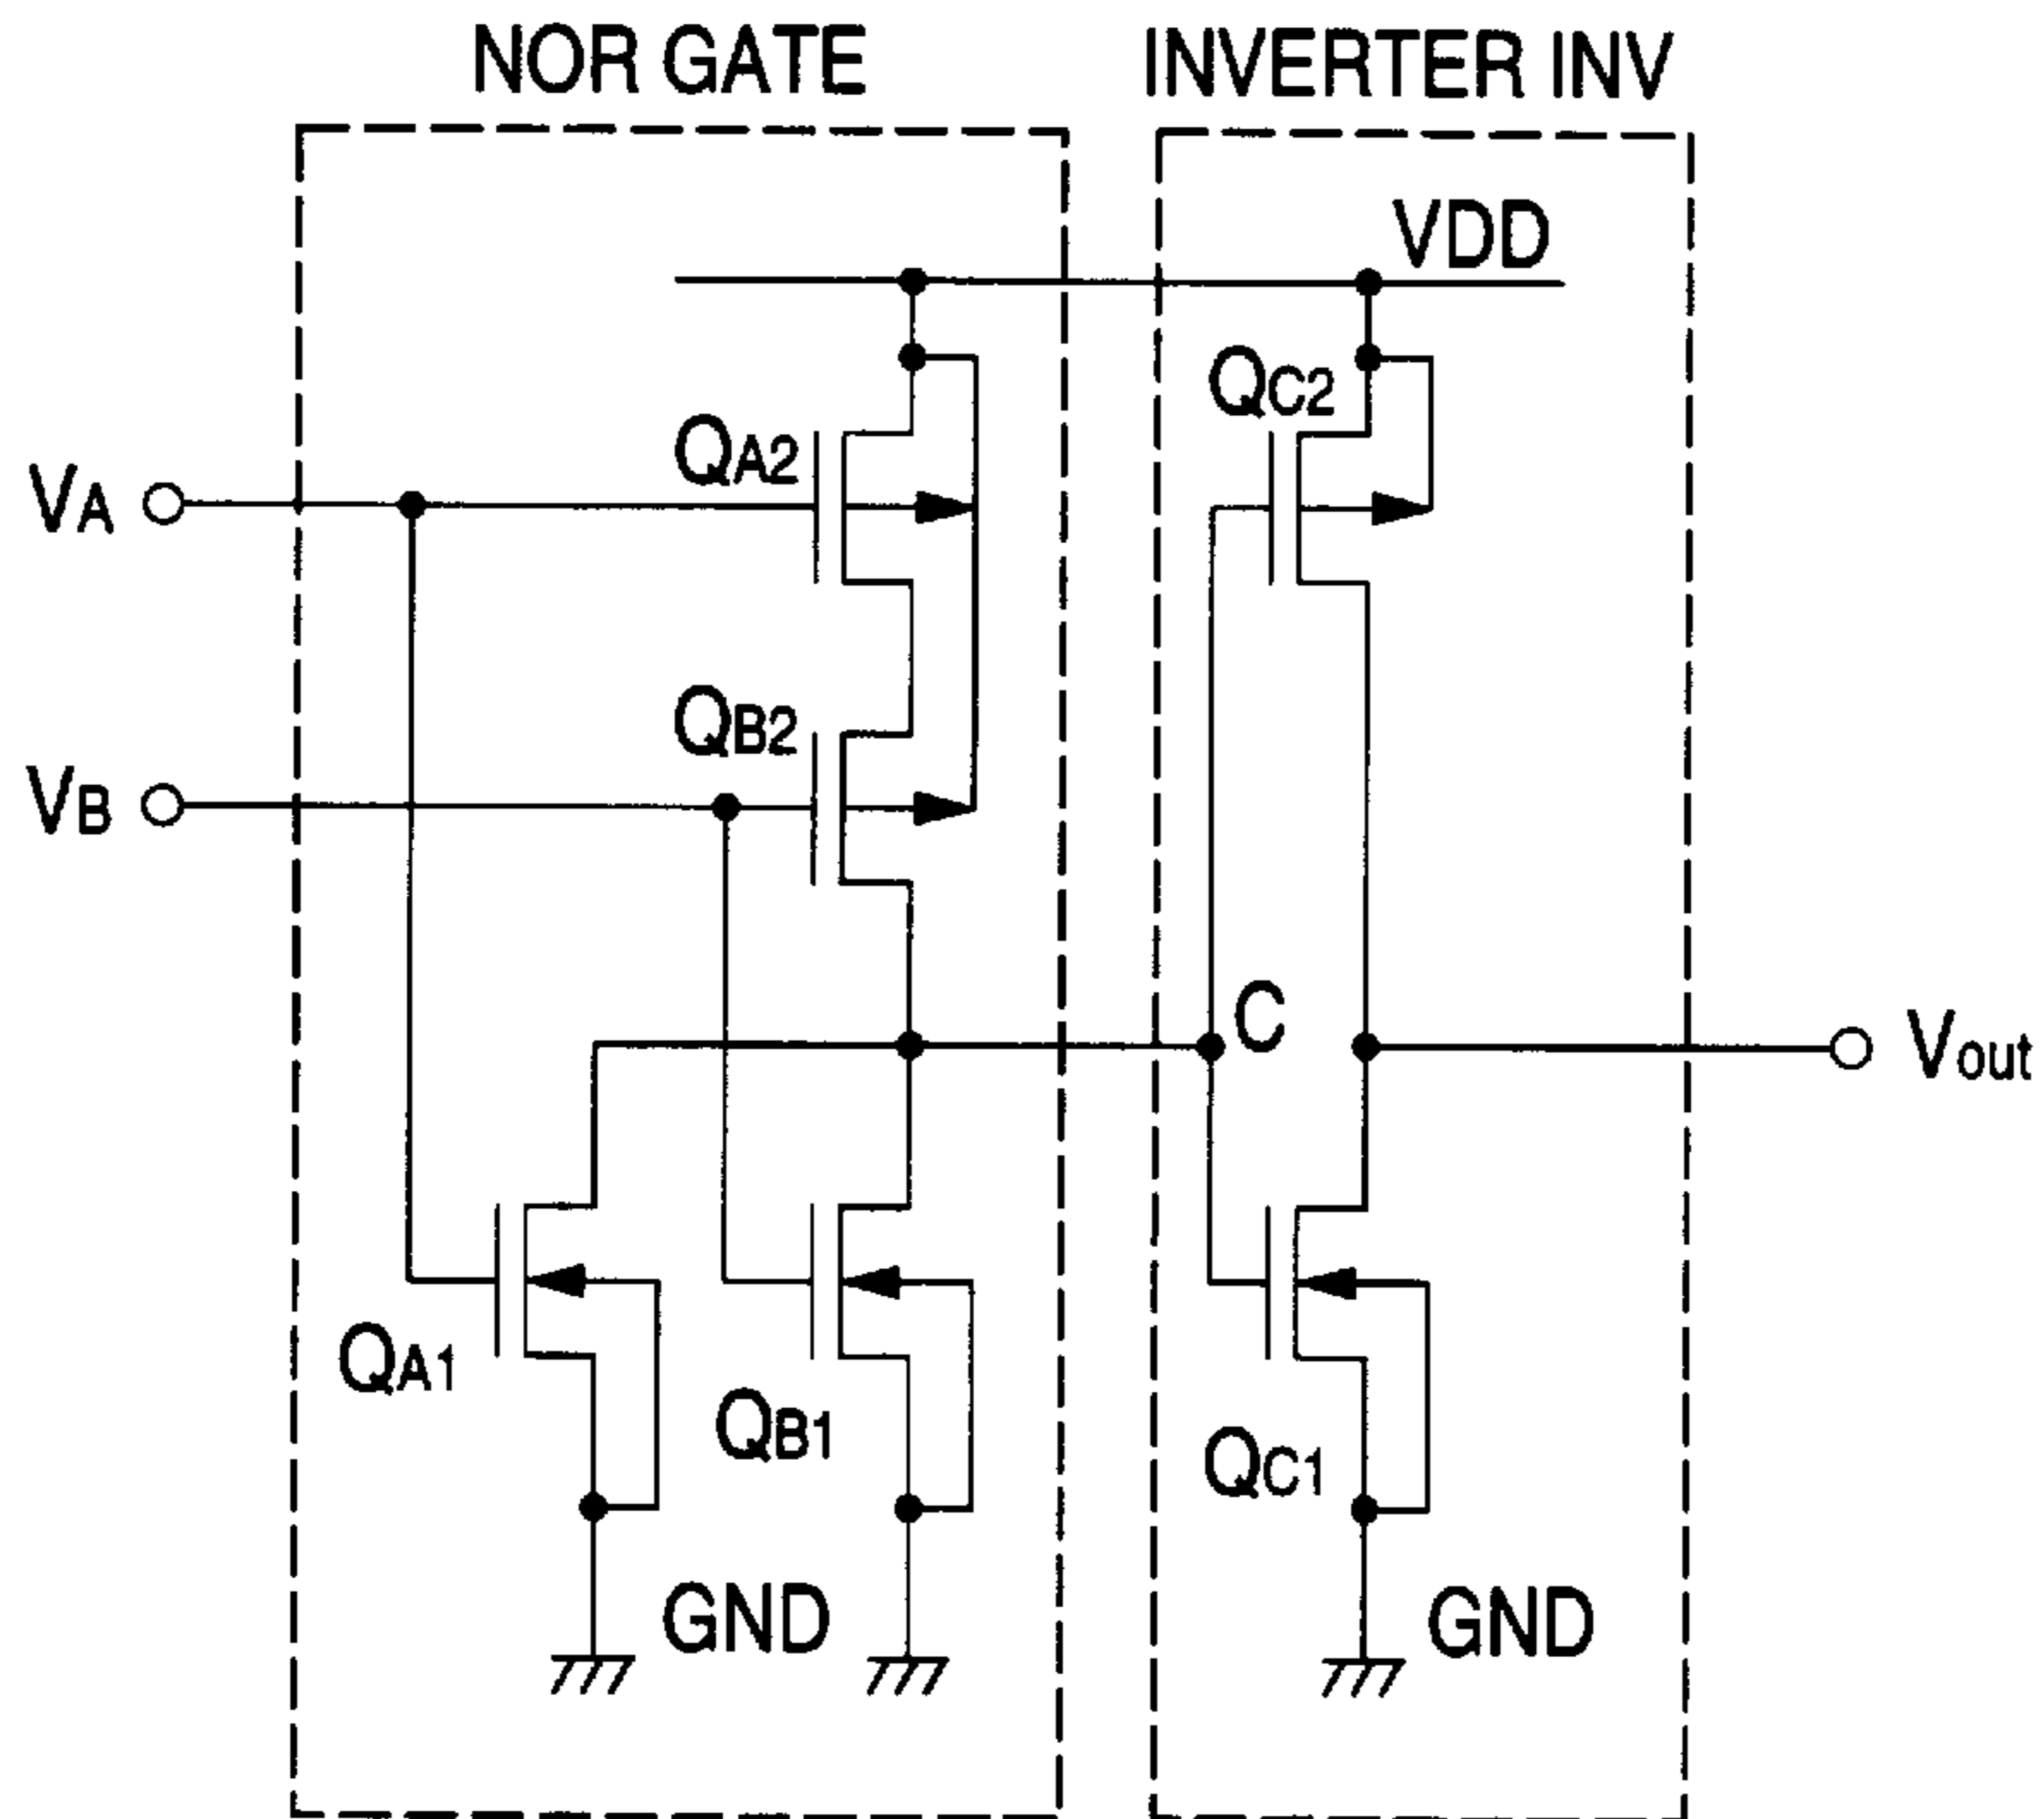 NOR GATE
INVERTER INV
VDD
QA2
QC2
VA
QB2
VB
C
Vout
QA1
QB1
QC1
GND
GND